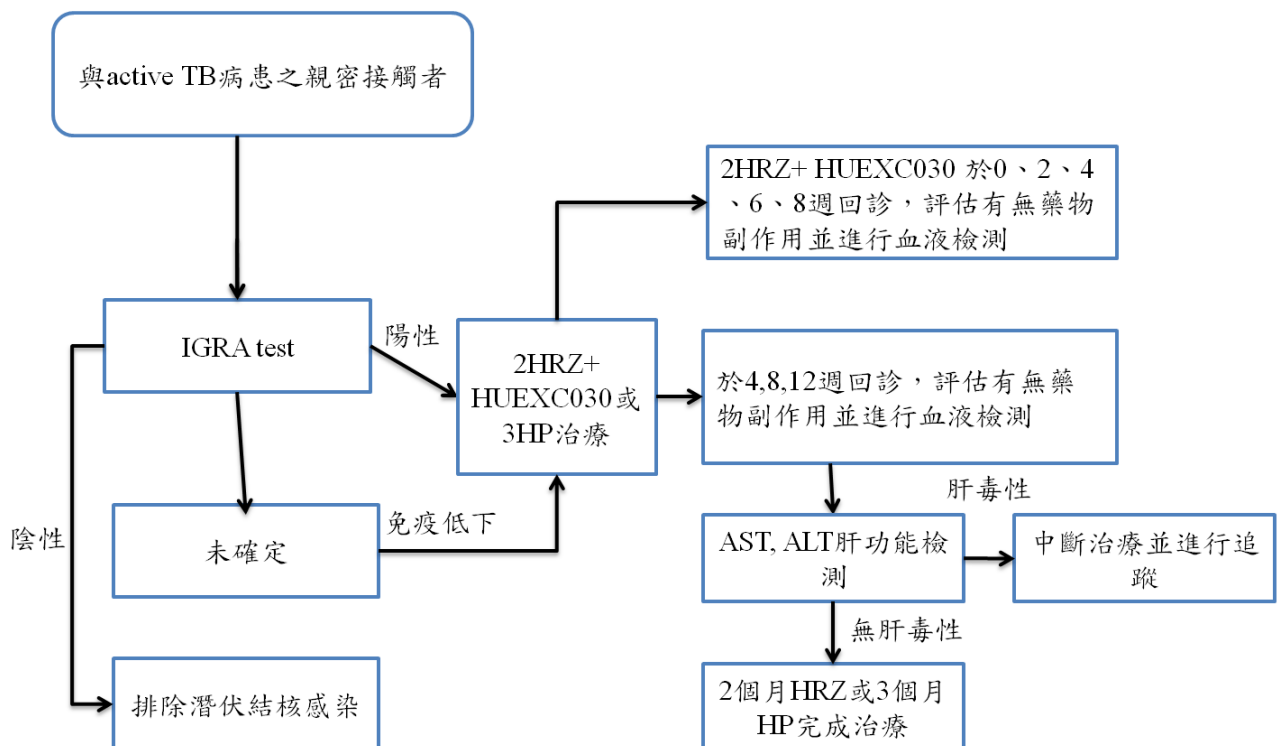 與active TB病患之親密接觸者
2HRZ+ HUEXC030 於0、2、4
、6、8週回診，評估有無藥物
副作用並進行血液檢測
IGRA test
陽性
2HRZ+
HUEXC030或
3HP治療
於4,8,12週回診，評估有無藥
物副作用並進行血液檢測
陰性
未確定
免疫低下
肝毒性
AST, ALT肝功能檢
測
中斷治療並進行追
蹤
無肝毒性
排除潛伏結核感染
2個月HRZ或3個月
HP完成治療